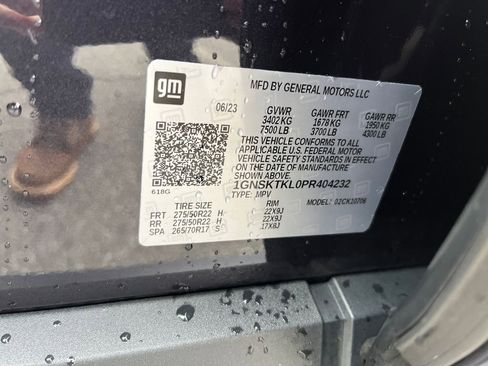 gm
MFD BY GENERAL MOTORS LLC
06/23 GVWR GAWR FRT GAWR RR
3402 KG 1678 KG 1950 KG
7500 LB 3700 LB 4300 LB
THIS VEHICLE CONFORMS TO ALL
APPLICABLE U.S. FEDERAL MOTOR
VEHICLE SAFETY STANDARDS IN EFFECT
ON THE DATE OF MANUFACTURE
SHOWN ABOVE.
1GNSKTKL0PR404232
618G TYPE: MPV MODEL: 02CK10706
TIRE SIZE RIM
FRT 275/50R22 H 22X9J
RR 275/50R22 H 22X9J
SPA 265/70R17 S 17X8J